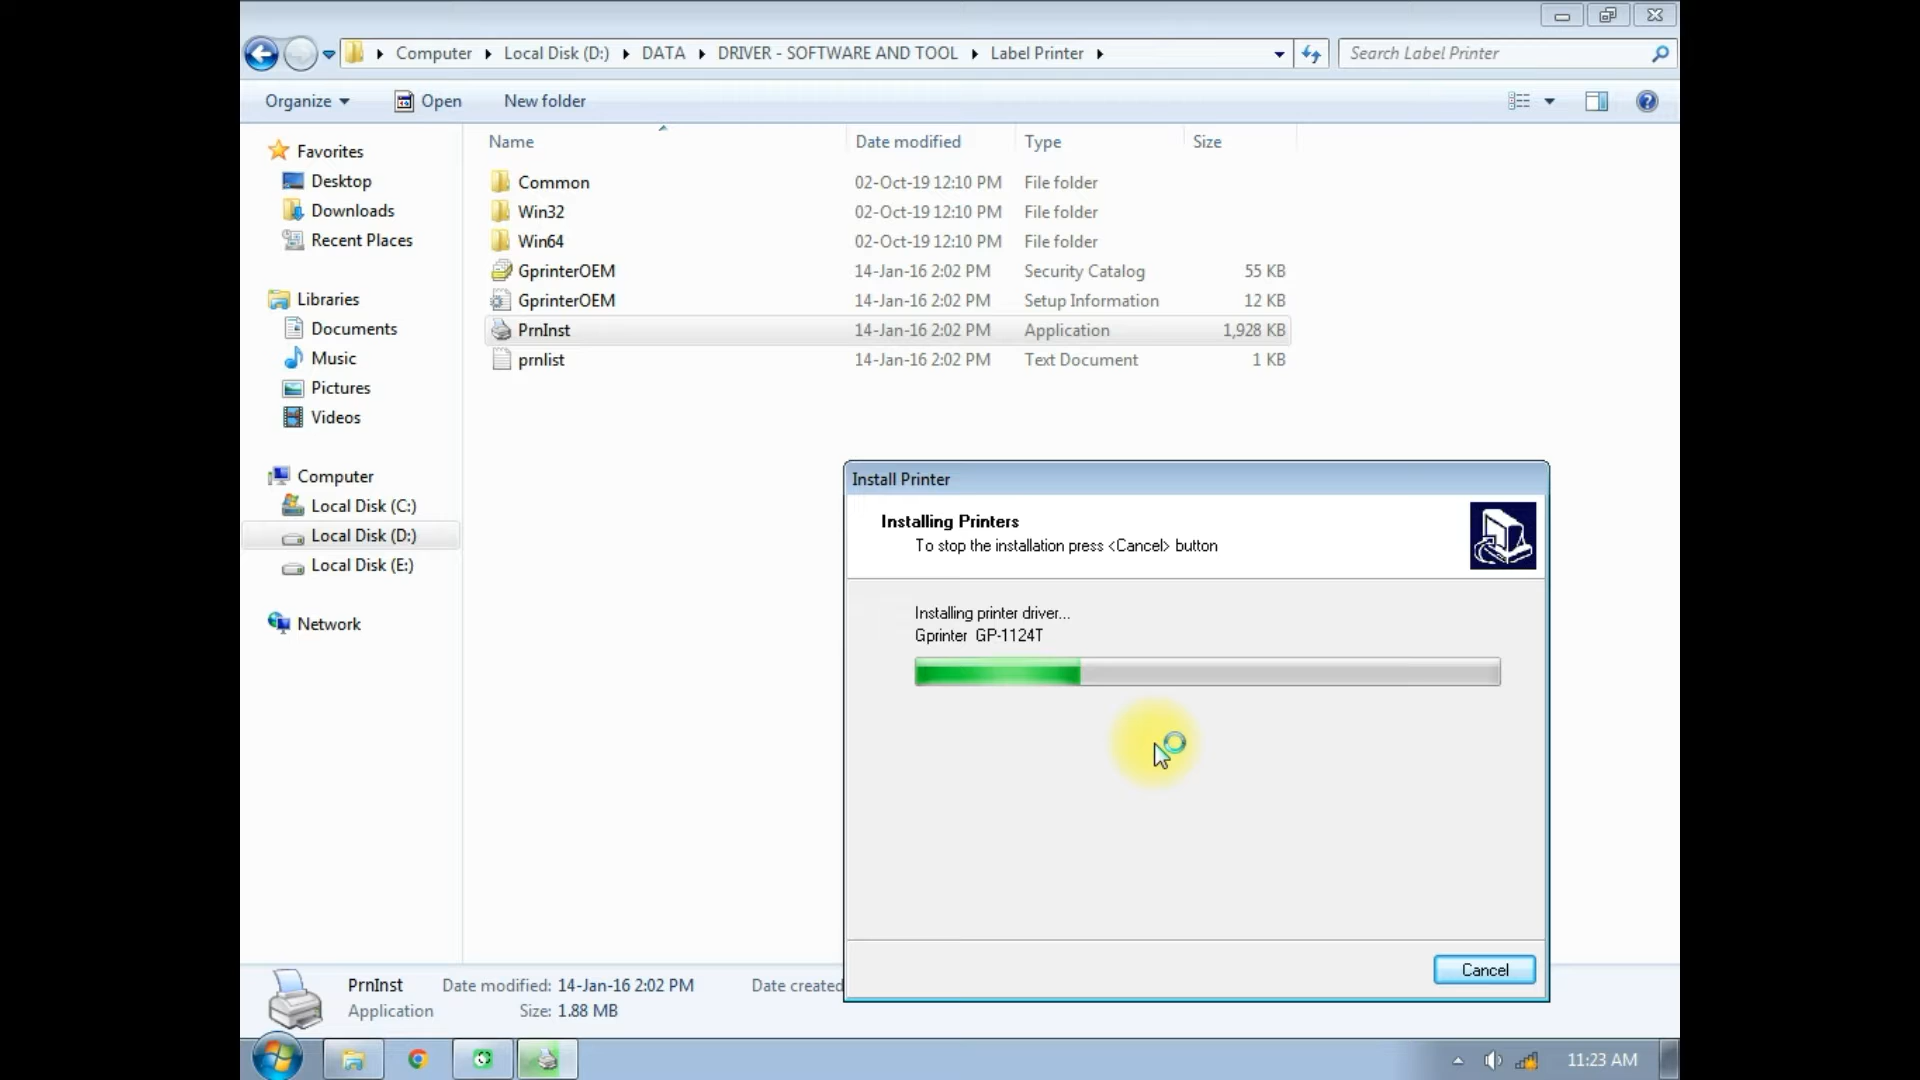 Computer Local Disk (D:) DATA DRIVER - SOFTWARE AND TOOL Label Printer Search Label Printer
Organize Open New folder
Name Date modified Type Size
Favorites
Desktop
Downloads
Recent Places
Libraries
Documents
Music
Pictures
Videos
Computer
Local Disk (C:)
Local Disk (D:)
Local Disk (E:)
Network
Common 02-Oct-19 12:10 PM File folder
Win32 02-Oct-19 12:10 PM File folder
Win64 02-Oct-19 12:10 PM File folder
GprinterOEM 14-Jan-16 2:02 PM Security Catalog 55 KB
GprinterOEM 14-Jan-16 2:02 PM Setup Information 12 KB
PrnInst 14-Jan-16 2:02 PM Application 1,928 KB
prnlist 14-Jan-16 2:02 PM Text Document 1 KB
Install Printer
Installing Printers
To stop the installation press <Cancel> button
Installing printer driver...
Gprinter GP-1124T
Cancel
PrnInst Date modified: 14-Jan-16 2:02 PM Date created
Application Size: 1.88 MB
11:23 AM